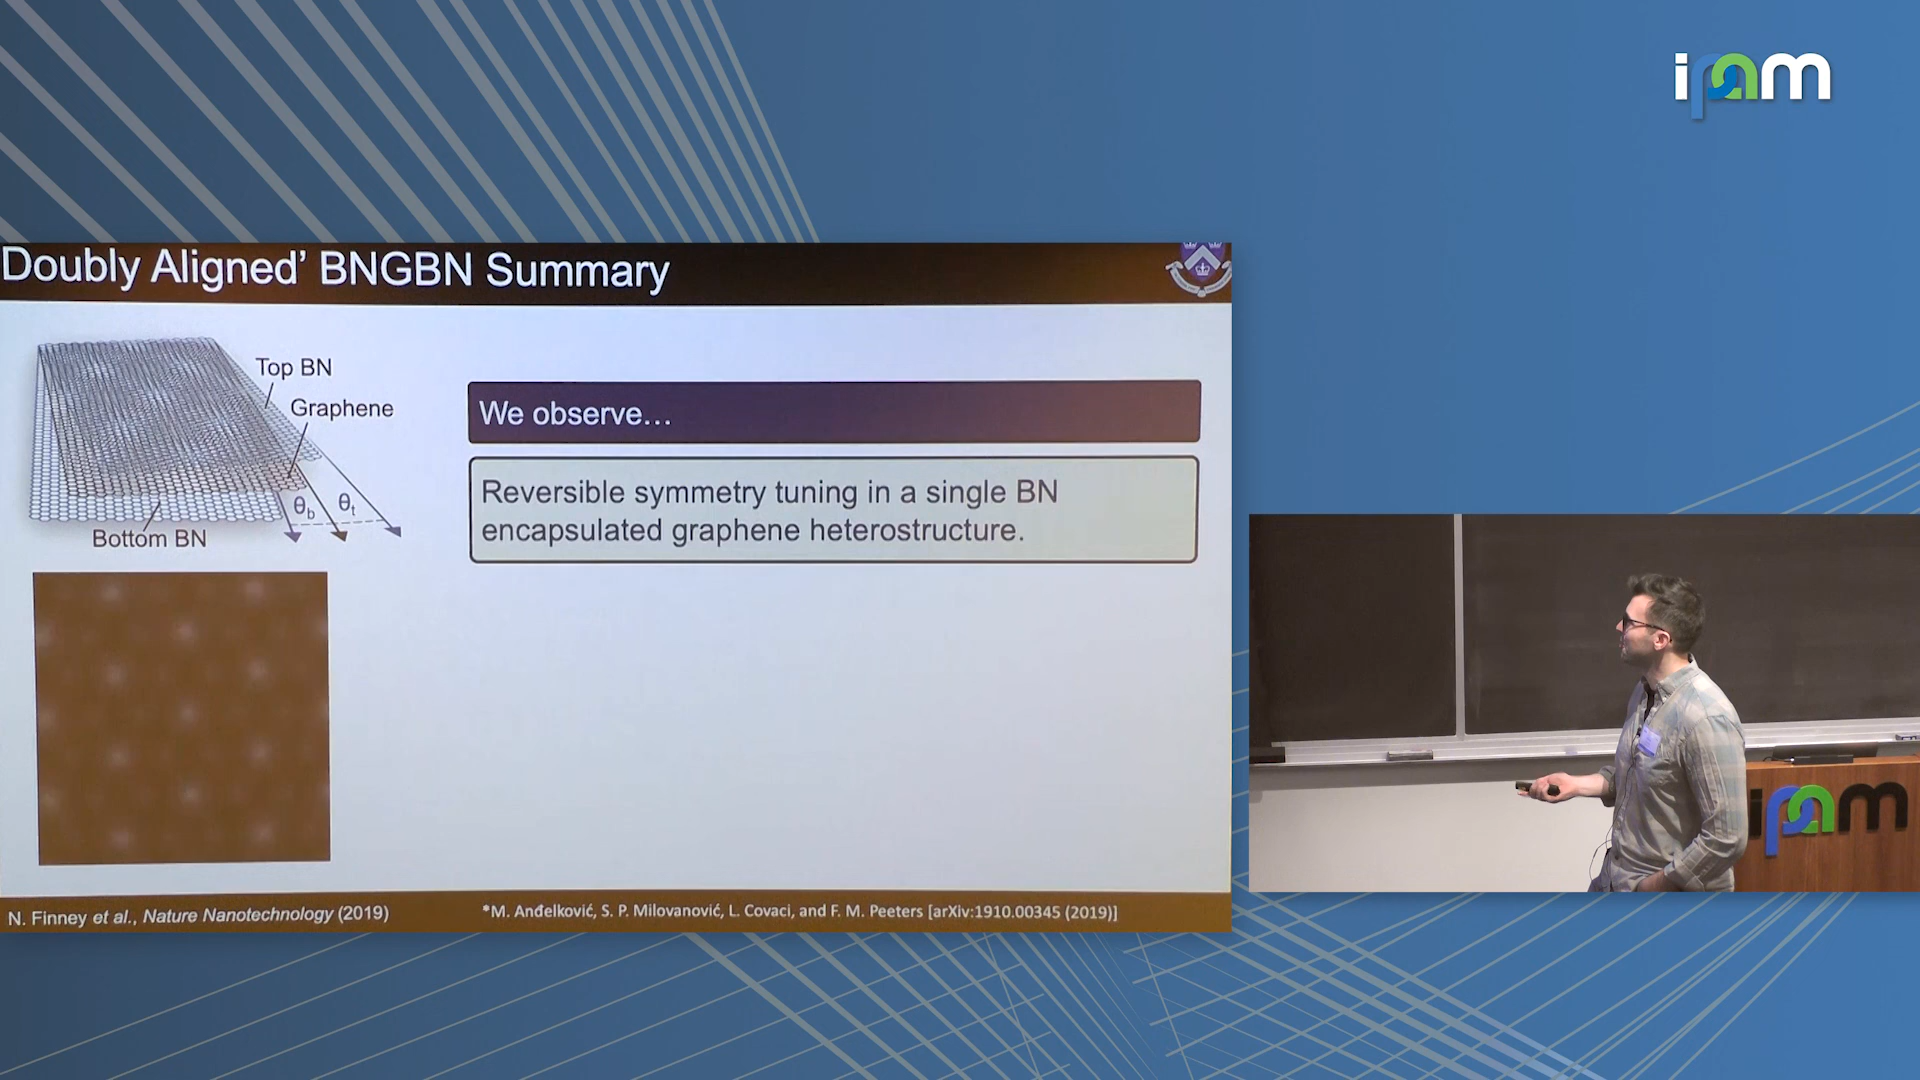 ipam
Doubly Aligned’ BNGBN Summary
Top BN
Graphene
θb
θt
Bottom BN
We observe…
Reversible symmetry tuning in a single BN
encapsulated graphene heterostructure.
N. Finney et al., Nature Nanotechnology (2019)
*M. Anđelković, S. P. Milovanović, L. Covaci, and F. M. Peeters [arXiv:1910.00345 (2019)]
ipam